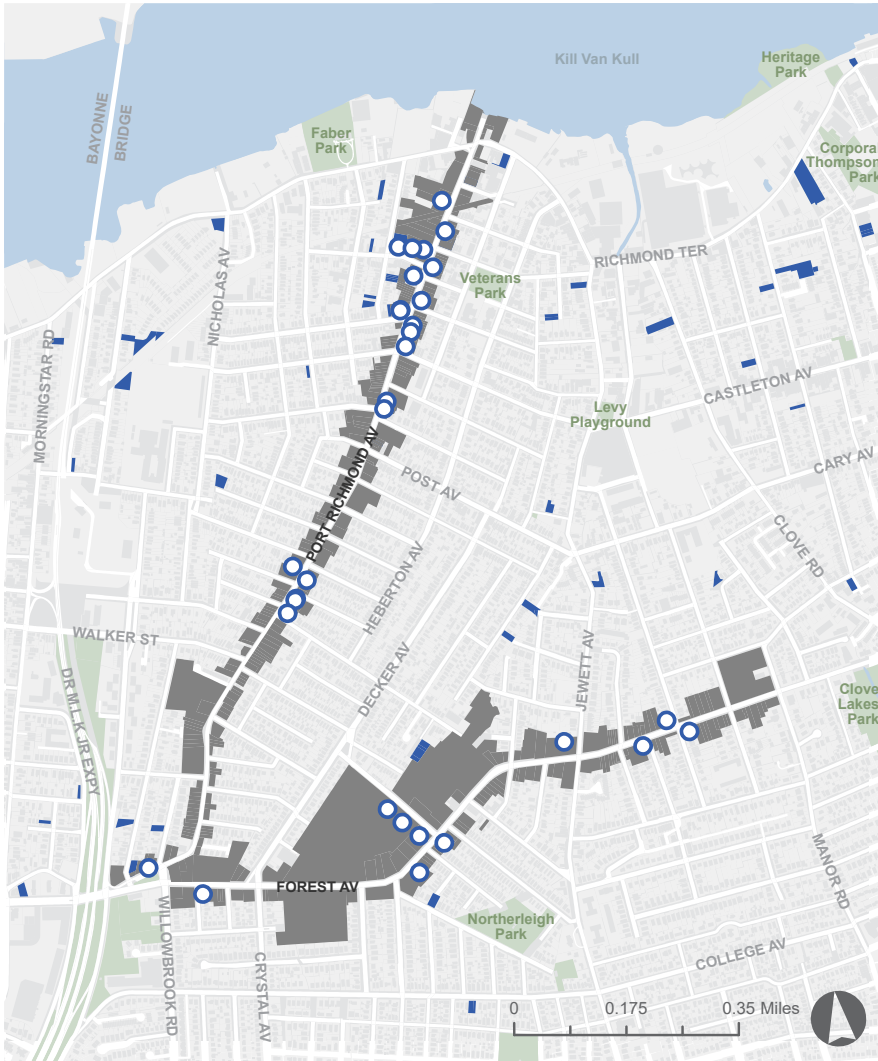 Kill Van Kull
Heritage
Park
BAYONNE
BRIDGE
Faber
Park
Corpora
Thompson
Park
RICHMOND TER
NICHOLAS AV
Veterans
Park
MORNINGSTAR RD
CASTLETON AV
Levy
Playground
PORT RICHMOND AV
POST AV
CARY AV
CLOVE RD
HEBERTON AV
WALKER ST
DECKER AV
JEWETT AV
DR M.L.K JR EXPY
Clove
Lakes
Park
MANOR RD
FOREST AV
WILLOWBROOK RD
CRYSTAL AV
Northerleigh
Park
COLLEGE AV
0 0.175 0.35 Miles